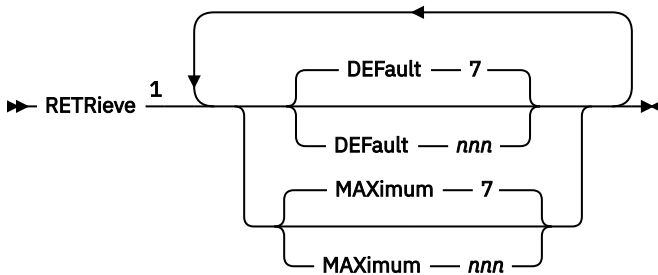 DEFault 7
RETRieve 1
DEFault nnn
MAXimum 7
MAXimum nnn